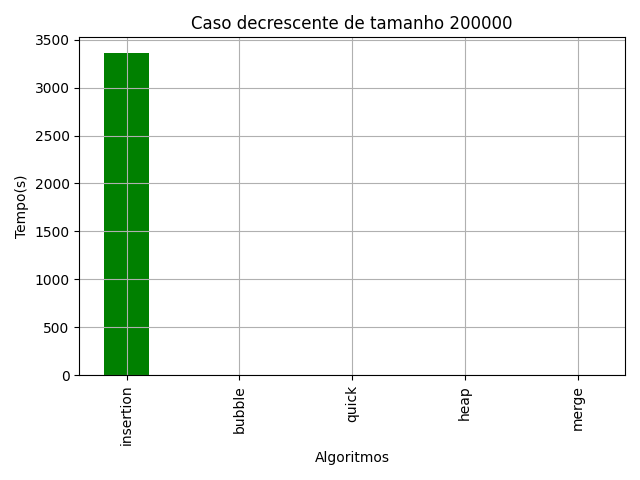 Caso decrescente de tamanho 200000
3500
3000
2500
2000
1500
1000
500
0
Tempo(s)
insertion
bubble
quick
heap
merge
Algoritmos